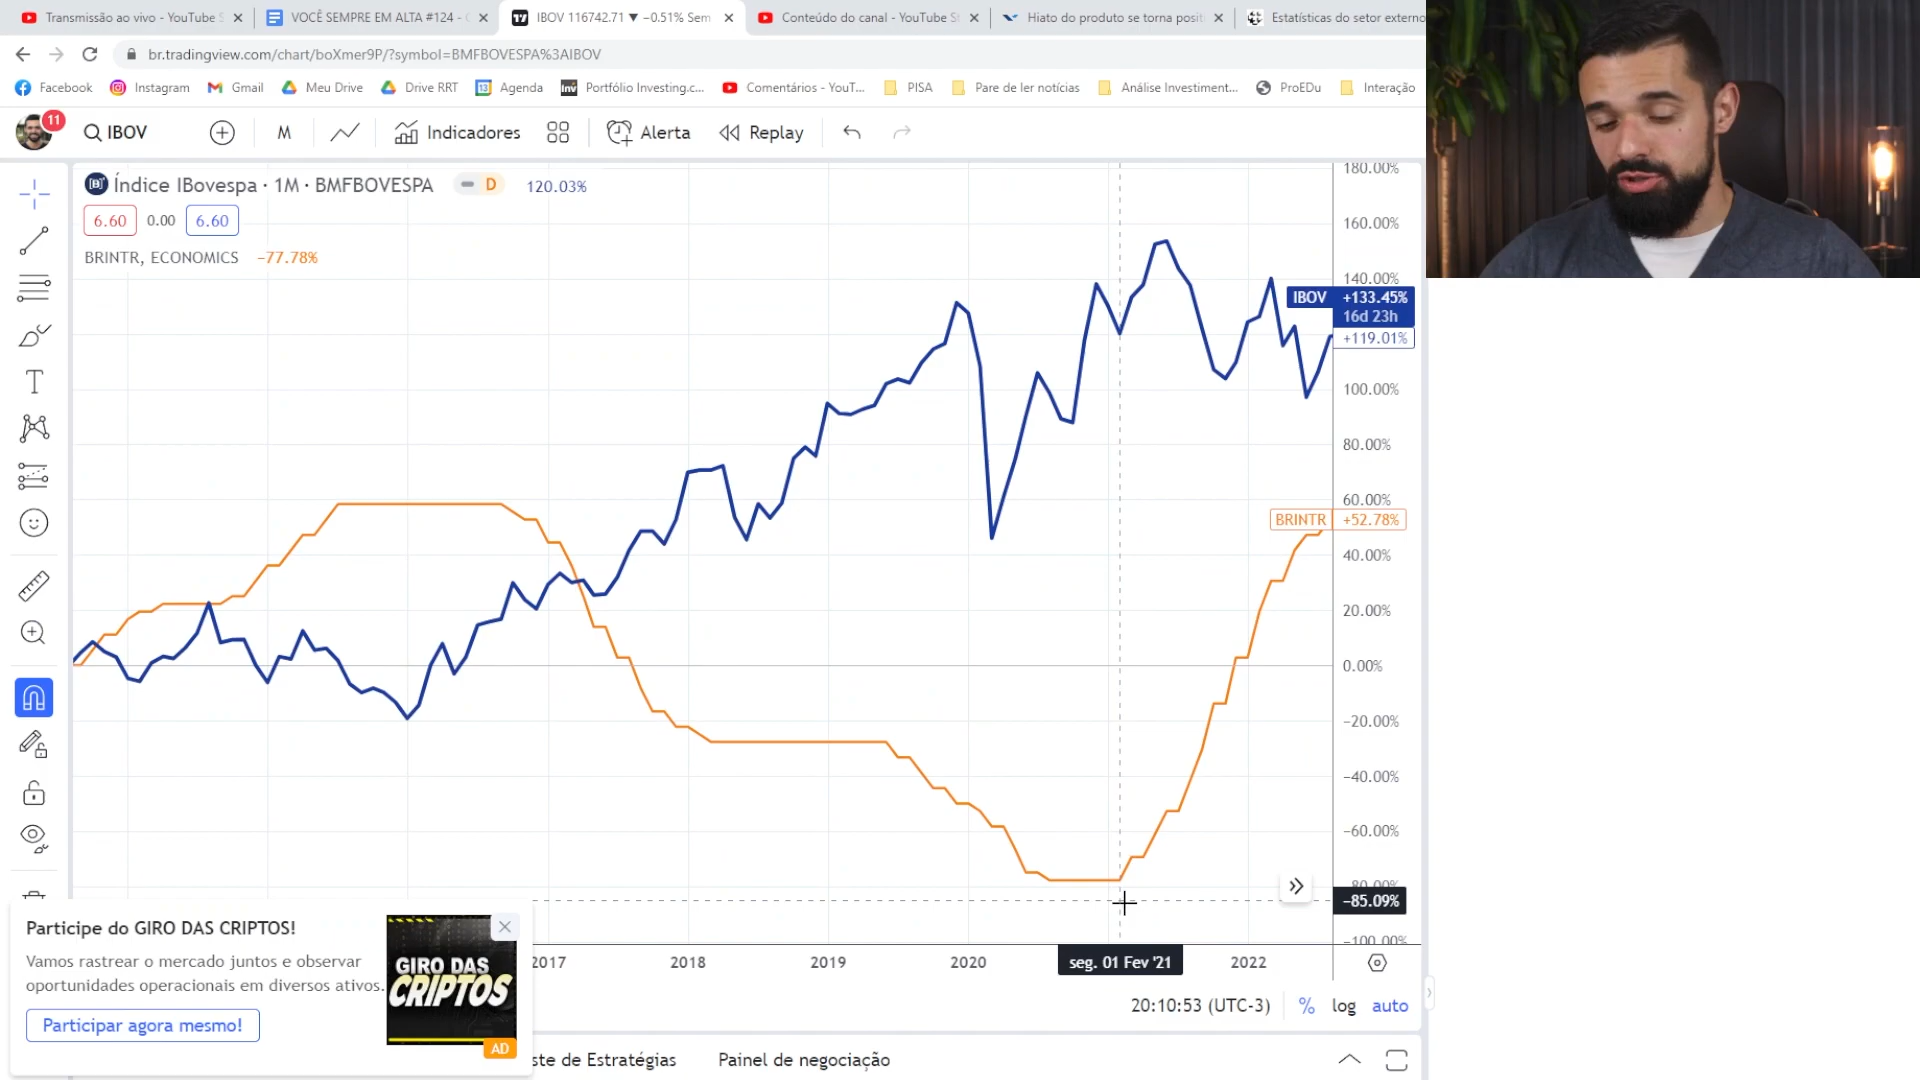 Transmissão ao vivo - YouTube S
VOCÊ SEMPRE EM ALTA #124 - G
IBOV 116742.71 ▼ −0.51% Sem
Conteúdo do canal - YouTube St
Hiato do produto se torna posit
Estatísticas do setor externo
br.tradingview.com/chart/boXmer9P/?symbol=BMFBOVESPA%3AIBOV
Facebook
Instagram
Gmail
Meu Drive
Drive RRT
Agenda
Portfólio Investing.c...
Comentários - YouT...
PISA
Pare de ler notícias
Análise Investiment...
ProEdu
Interação
11
IBOV
M
Indicadores
Alerta
Replay
Índice IBovespa · 1M · BMFBOVESPA
D
120.03%
6.60
0.00
6.60
BRINTR, ECONOMICS
−77.78%
180.00%
160.00%
140.00%
IBOV +133.45%
16d 23h
+119.01%
100.00%
80.00%
60.00%
BRINTR +52.78%
40.00%
20.00%
0.00%
−20.00%
−40.00%
−60.00%
−80.00%
−85.09%
−100.00%
2017
2018
2019
2020
seg. 01 Fev '21
2022
20:10:53 (UTC-3)
%
log
auto
Participe do GIRO DAS CRIPTOS!
Vamos rastrear o mercado juntos e observar
oportunidades operacionais em diversos ativos.
Participar agora mesmo!
GIRO DAS
CRIPTOS
AD
ste de Estratégias
Painel de negociação